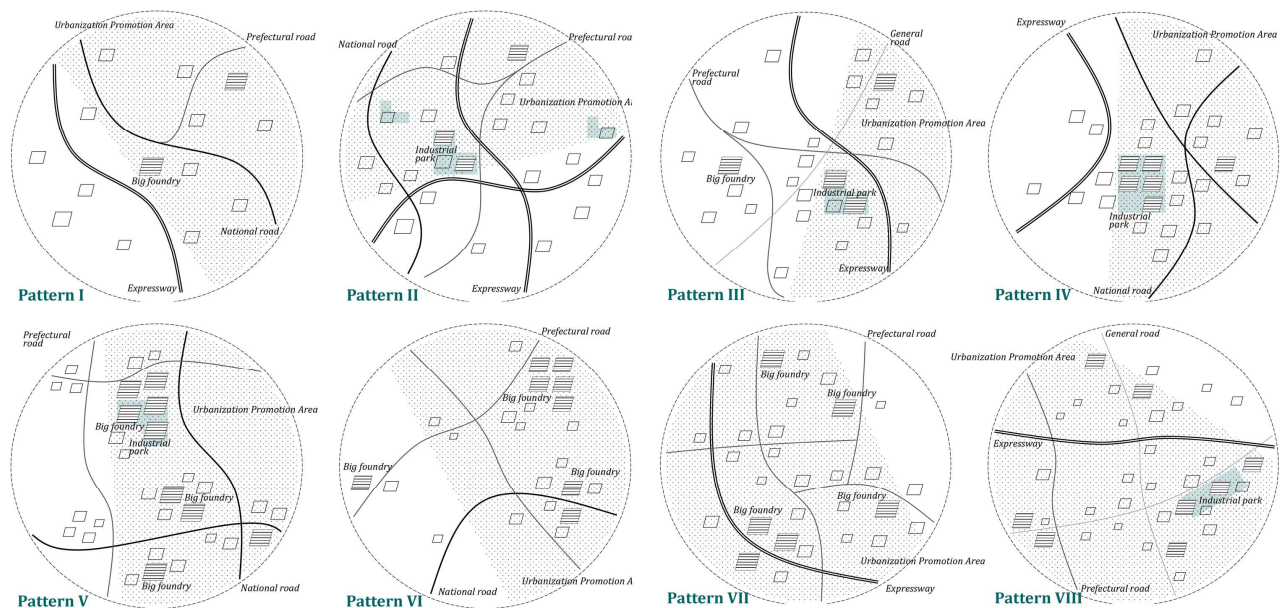 Urbanization Promotion Area
Prefectural road
Big foundry
National road
Expressway
Pattern I
National road
Prefectural roa
Urbanization Promotion A
Industrial
park
Expressway
Pattern II
General
road
Prefectural
road
Urbanization Promotion Area
Big foundry
Industrial park
Expressway
Pattern III
Expressway
Urbanization Promotion Area
Industrial
park
National road
Pattern IV
Prefectural
road
Urbanization Promotion Area
Big foundry
Industrial
park
Big foundry
Big foundry
National road
Pattern V
Prefectural road
Big foundry
Big foundry
Big foundry
National road
Urbanization Promotion A
Pattern VI
Prefectural road
Big foundry
Big foundry
Big foundry
Big foundry
Urbanization Promotion Area
Expressway
Pattern VII
General road
Urbanization Promotion Area
Expressway
Industrial park
Prefectural road
Pattern VIII